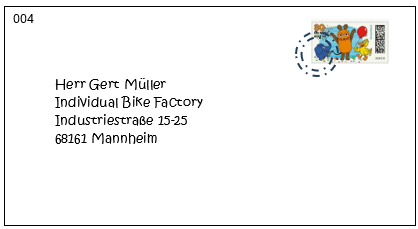 004
Herr Gert Müller
Individual Bike Factory
Industriestraße 15-25
68161 Mannheim